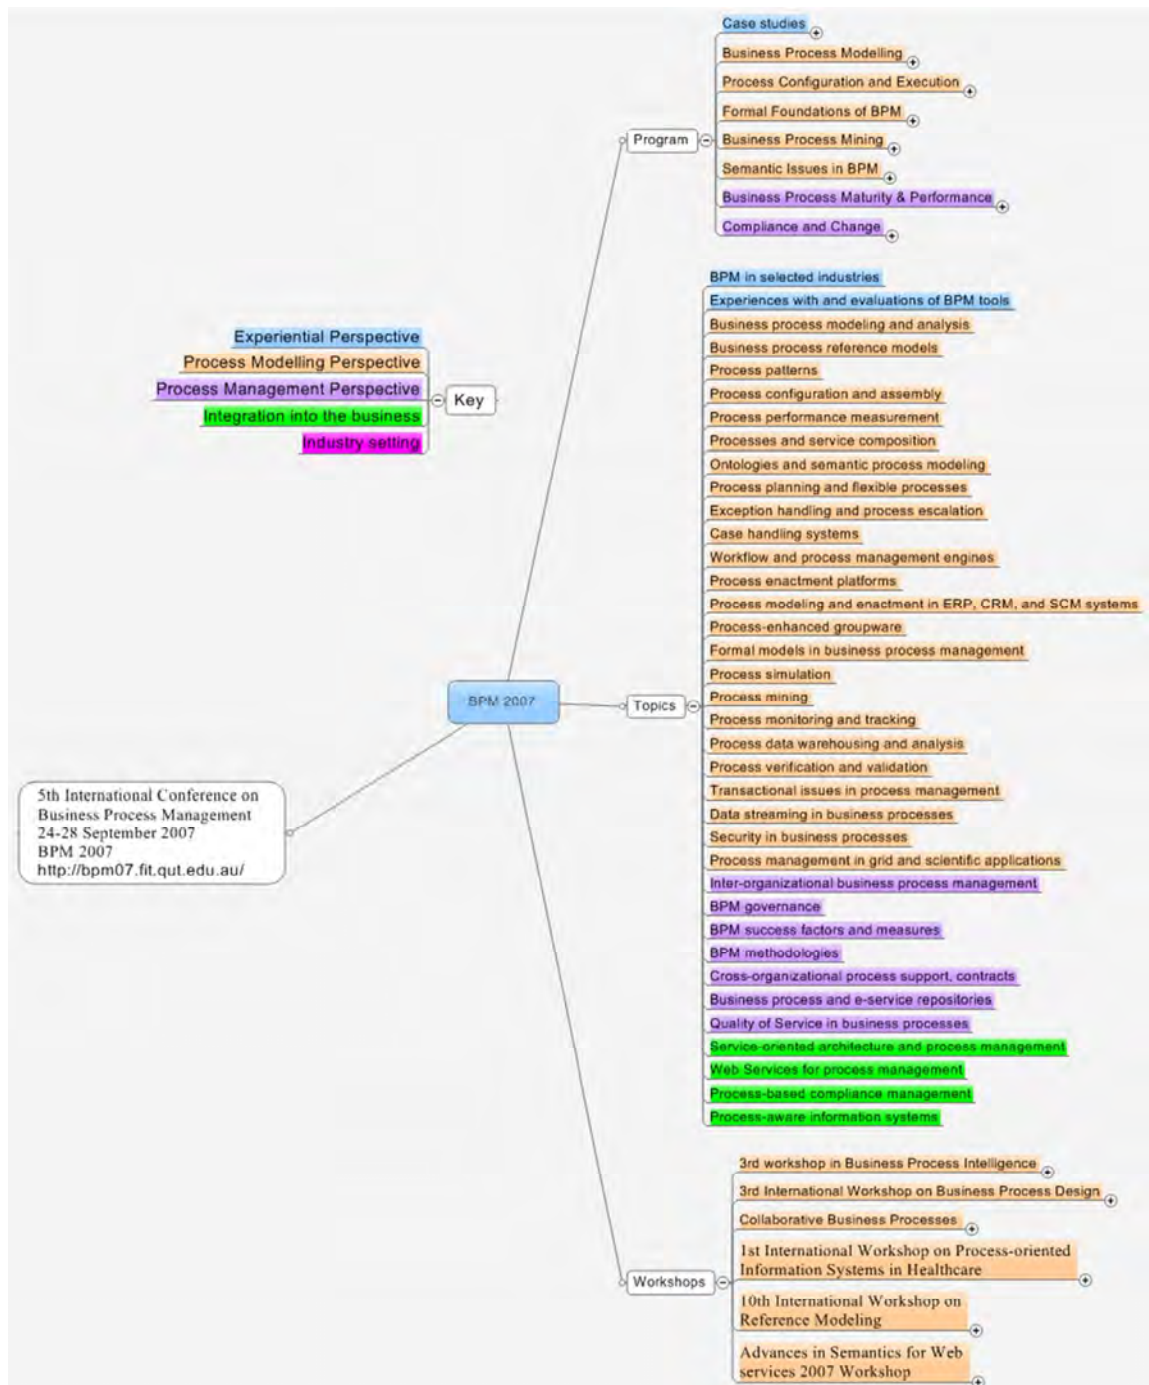 Case studies
Business Process Modelling
Process Configuration and Execution
Formal Foundations of BPM
Program
Business Process Mining
Semantic Issues in BPM
Business Process Maturity & Performance
Compliance and Change
Experiential Perspective
Process Modelling Perspective
Process Management Perspective
Key
Integration into the business
Industry setting
BPM in selected industries
Experiences with and evaluations of BPM tools
Business process modeling and analysis
Business process reference models
Process patterns
Process configuration and assembly
Process performance measurement
Processes and service composition
Ontologies and semantic process modeling
Process planning and flexible processes
Exception handling and process escalation
Case handling systems
Workflow and process management engines
Process enactment platforms
Process modeling and enactment in ERP, CRM, and SCM systems
Process-enhanced groupware
Formal models in business process management
Process simulation
Process mining
BPM 2007
Topics
Process monitoring and tracking
Process data warehousing and analysis
Process verification and validation
Transactional issues in process management
Data streaming in business processes
Security in business processes
Process management in grid and scientific applications
Inter-organizational business process management
BPM governance
BPM success factors and measures
BPM methodologies
Cross-organizational process support, contracts
Business process and e-service repositories
Quality of Service in business processes
Service-oriented architecture and process management
Web Services for process management
Process-based compliance management
Process-aware information systems
5th International Conference on
Business Process Management
24-28 September 2007
BPM 2007
http://bpm07.fit.qut.edu.au/
Workshops
3rd workshop in Business Process Intelligence
3rd International Workshop on Business Process Design
Collaborative Business Processes
1st International Workshop on Process-oriented
Information Systems in Healthcare
10th International Workshop on
Reference Modeling
Advances in Semantics for Web
services 2007 Workshop